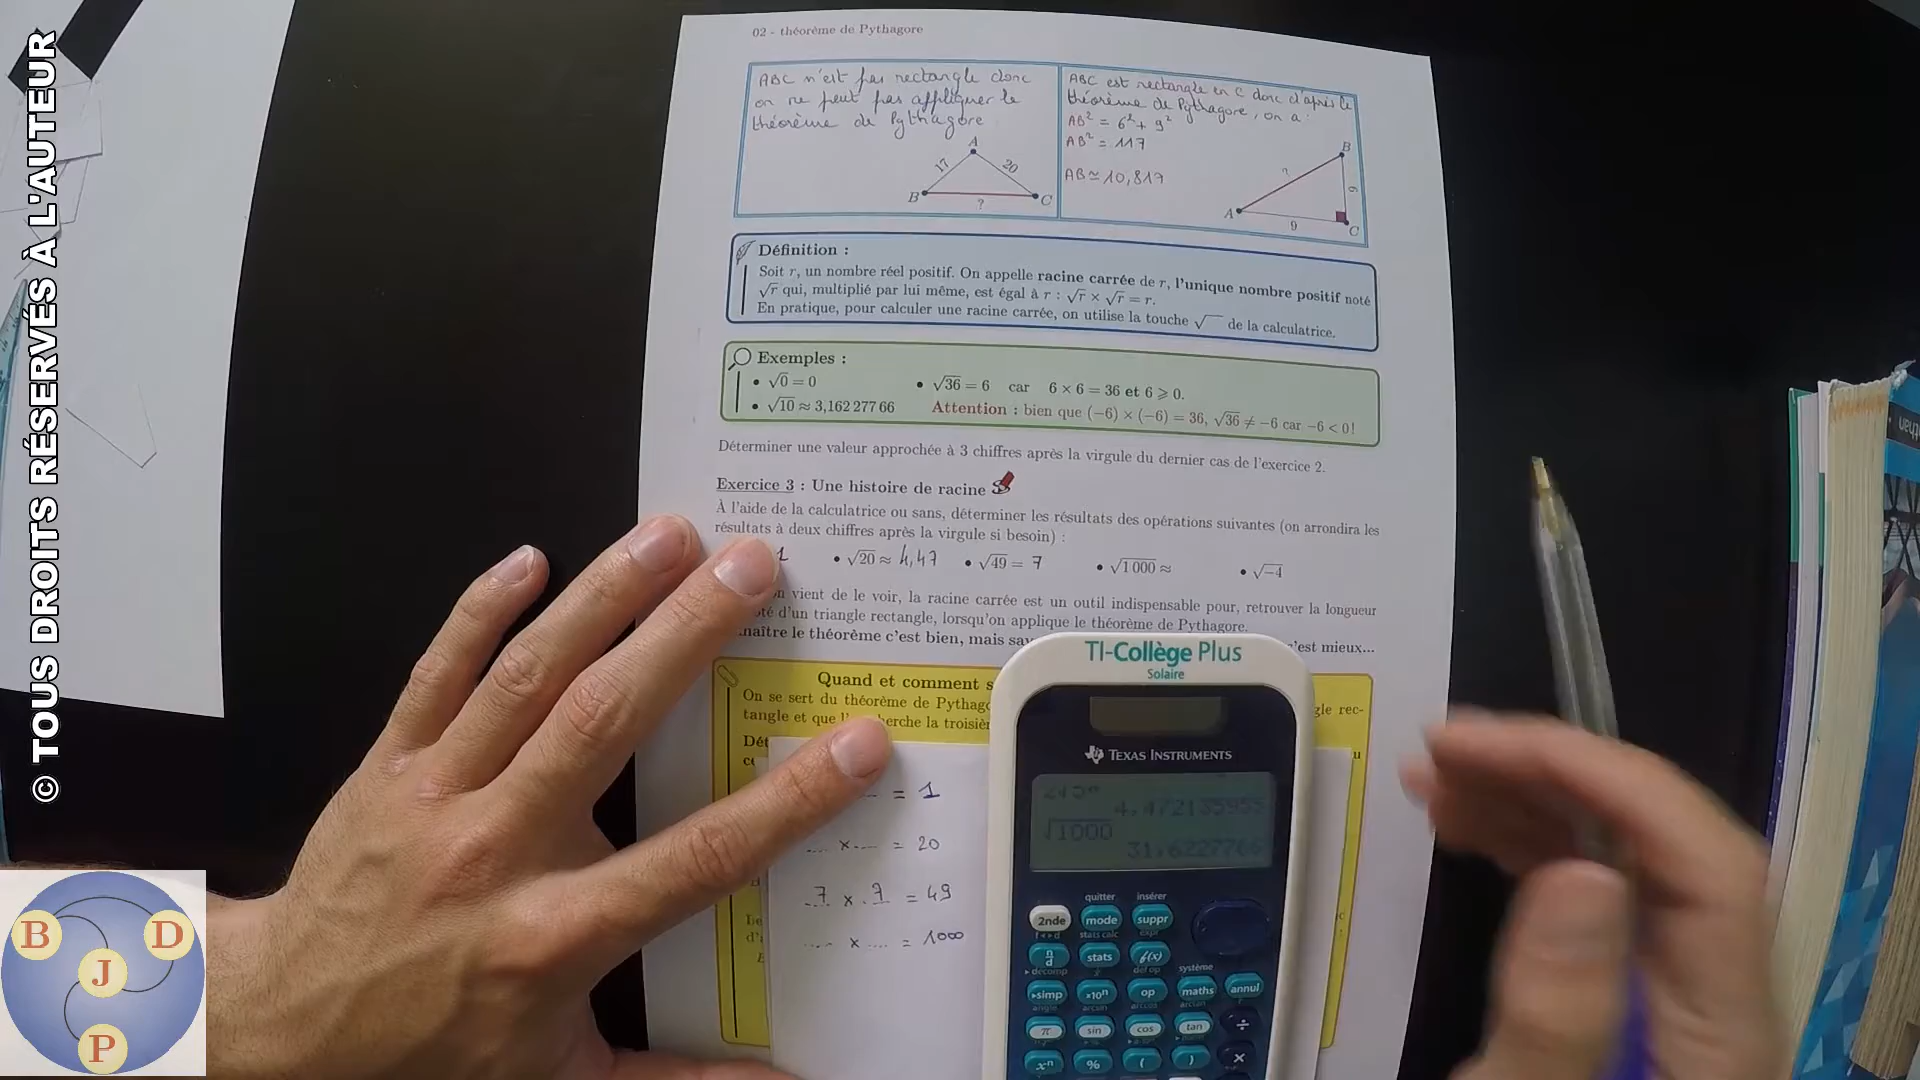 © TOUS DROITS RÉSERVÉS À L'AUTEUR
02 - théorème de Pythagore
ABC n'est pas rectangle donc
on ne peut pas appliquer le
théorème de Pythagore
A
17
20
B
?
C
ABC est rectangle en C donc d'après le
théorème de Pythagore, on a :
AB² = 6² + 9²
AB² = 117
AB ≃ 10,817
B
?
A
9
C
Définition :
Soit r, un nombre réel positif. On appelle racine carrée de r, l'unique nombre positif noté
√r qui, multiplié par lui même, est égal à r : √r × √r = r.
En pratique, pour calculer une racine carrée, on utilise la touche √ de la calculatrice.
Exemples :
• √0 = 0
• √36 = 6 car 6 × 6 = 36 et 6 ⩾ 0.
• √10 ≈ 3,162 277 66
Attention : bien que (−6) × (−6) = 36, √36 ≠ −6 car −6 < 0 !
Déterminer une valeur approchée à 3 chiffres après la virgule du dernier cas de l'exercice 2.
Exercice 3 : Une histoire de racine
À l'aide de la calculatrice ou sans, déterminer les résultats des opérations suivantes (on arrondira les
résultats à deux chiffres après la virgule si besoin) :
1 • √20 ≈ 4,47 • √49 = 7 • √1 000 ≈ • √−4
vient de le voir, la racine carrée est un outil indispensable pour, retrouver la longueur
d'un triangle rectangle, lorsqu'on applique le théorème de Pythagore.
le théorème c'est bien, mais
mieux...
Quand et comment
On se sert du théorème de
rec-
tangle et que
la
= 1
.... × .... = 20
7 × 7 = 49
.... × .... = 1000
TI-Collège Plus
Solaire
TEXAS INSTRUMENTS
4.472135955
√1000
31.6227766
quitter insérer
2nde mode suppr
stats calc
n/d stats f(x)
système
simp ×10ⁿ op maths annul
π sin cos tan ÷
xⁿ % ( ) ×
B D
J
P